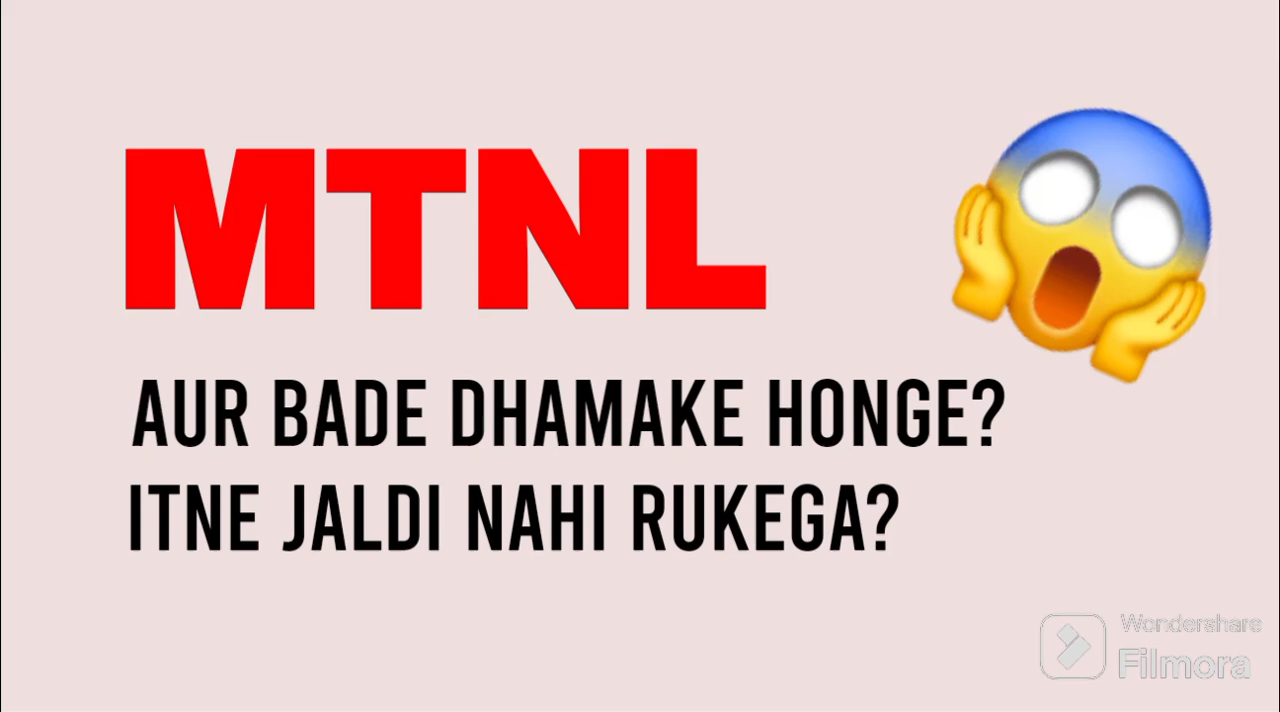 MTNL
AUR BADE DHAMAKE HONGE?
ITNE JALDI NAHI RUKEGA?
Wondershare
Filmora